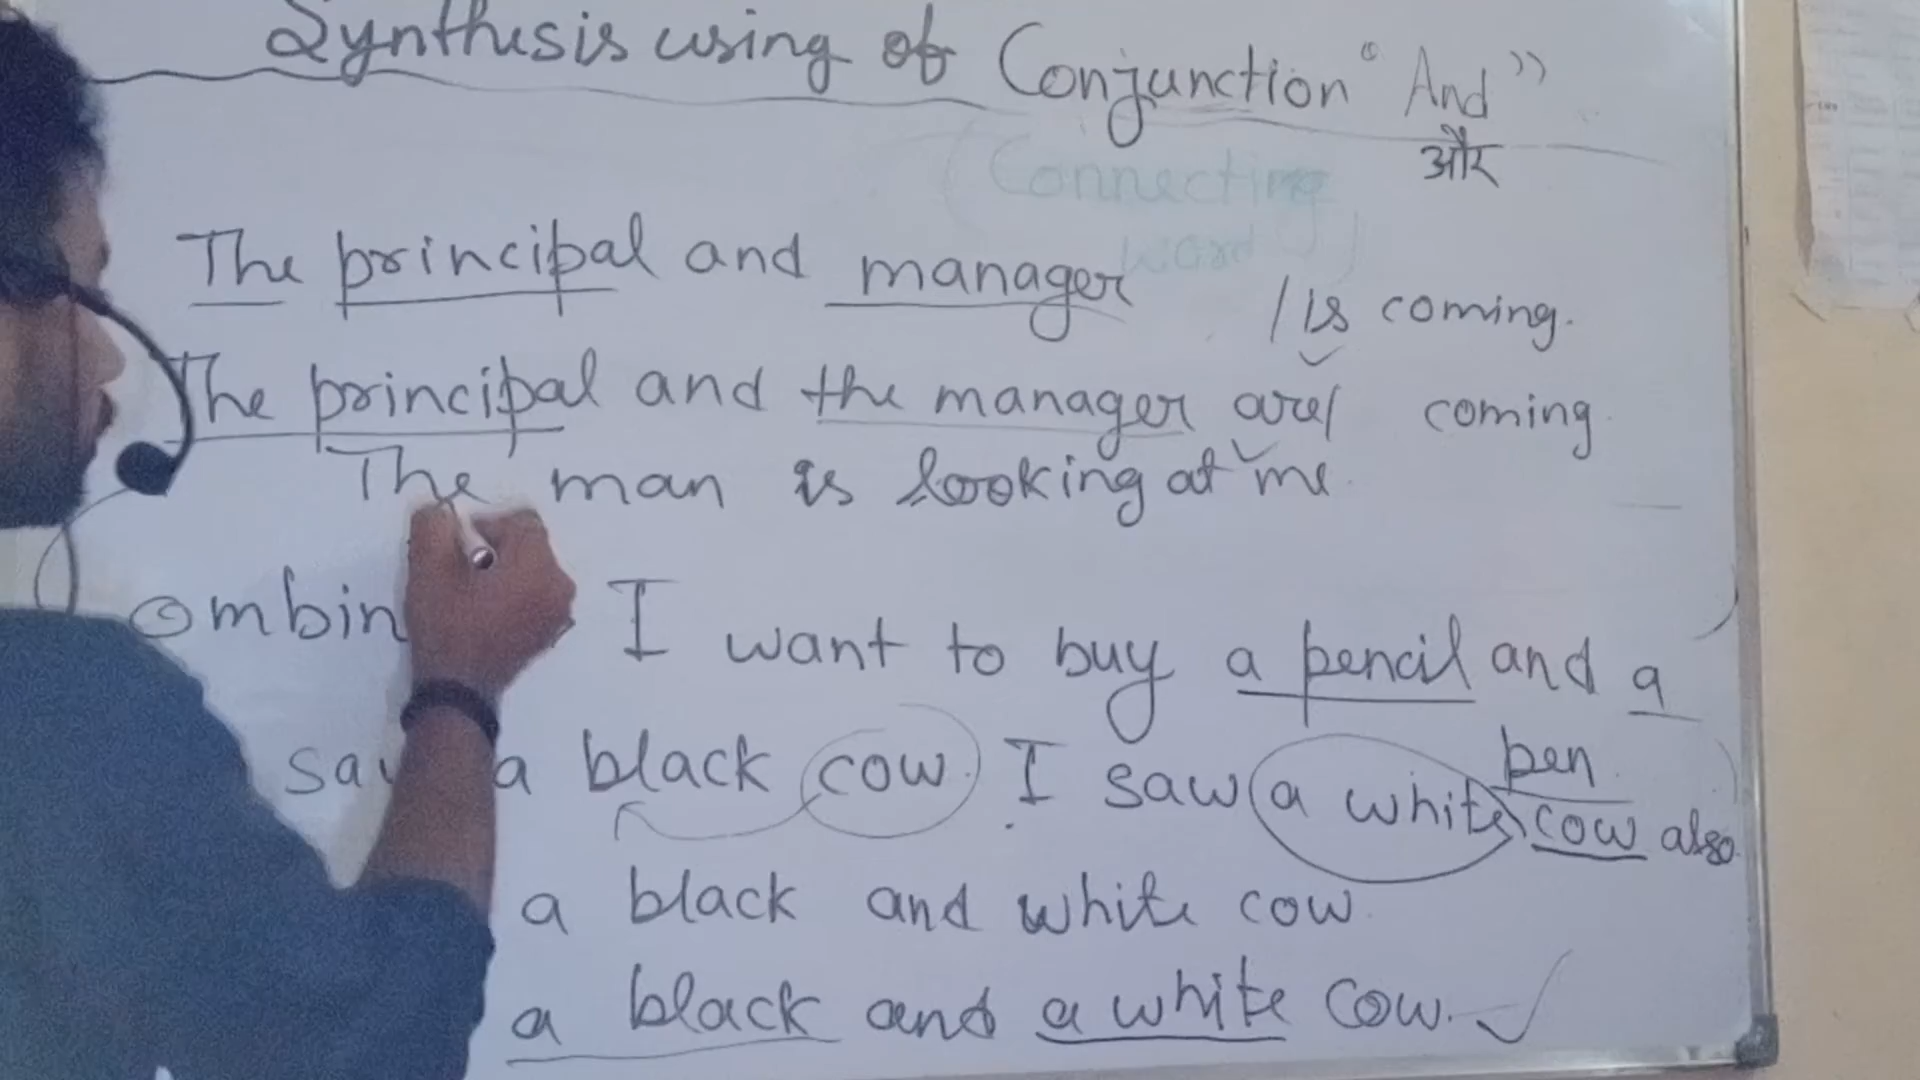 Synthesis using of Conjunction "And"
और
(Connecting
word)
The principal and manager / is coming.
The principal and the manager are/ coming
The man is looking at me.
ombin I want to buy a pencil and a
pen
a black cow. I saw a white cow also
a black and white cow
a black and a white cow.